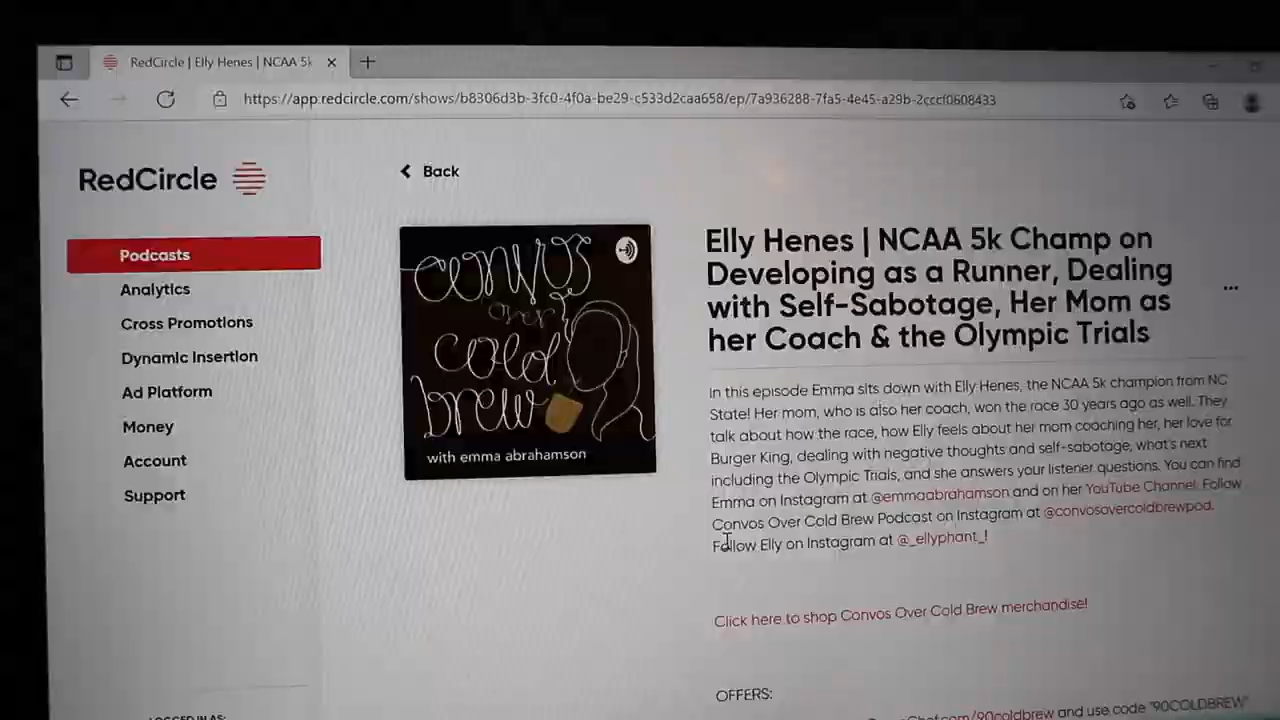 RedCircle | Elly Henes | NCAA 5k
https://app.redcircle.com/shows/b8306d3b-3fc0-4f0a-be29-c533d2caa658/ep/7a936288-7fa5-4e45-a29b-2cccf0608433
RedCircle
Podcasts
Analytics
Cross Promotions
Dynamic Insertion
Ad Platform
Money
Account
Support
LOGGED IN AS:
Back
convos
over
cold
brew
with emma abrahamson
Elly Henes | NCAA 5k Champ on
Developing as a Runner, Dealing
with Self-Sabotage, Her Mom as
her Coach & the Olympic Trials
In this episode Emma sits down with Elly Henes, the NCAA 5k champion from NC
State! Her mom, who is also her coach, won the race 30 years ago as well. They
talk about how the race, how Elly feels about her mom coaching her, her love for
Burger King, dealing with negative thoughts and self-sabotage, what's next
including the Olympic Trials, and she answers your listener questions. You can find
Emma on Instagram at @emmaabrahamson and on her YouTube Channel. Follow
Convos Over Cold Brew Podcast on Instagram at @convosovercoldbrewpod.
Follow Elly on Instagram at @_ellyphant_!
Click here to shop Convos Over Cold Brew merchandise!
OFFERS:
Chef.com/90coldbrew and use code "90COLDBREW"